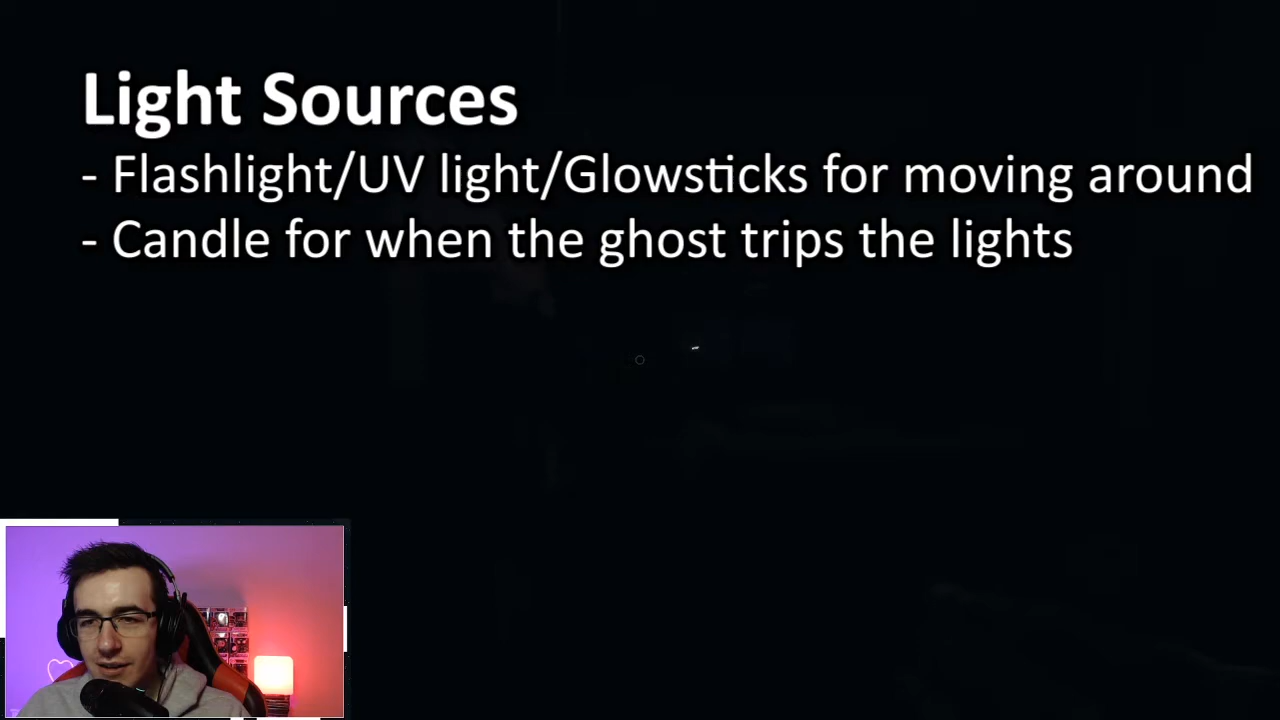 Light Sources
- Flashlight/UV light/Glowsticks for moving around
- Candle for when the ghost trips the lights